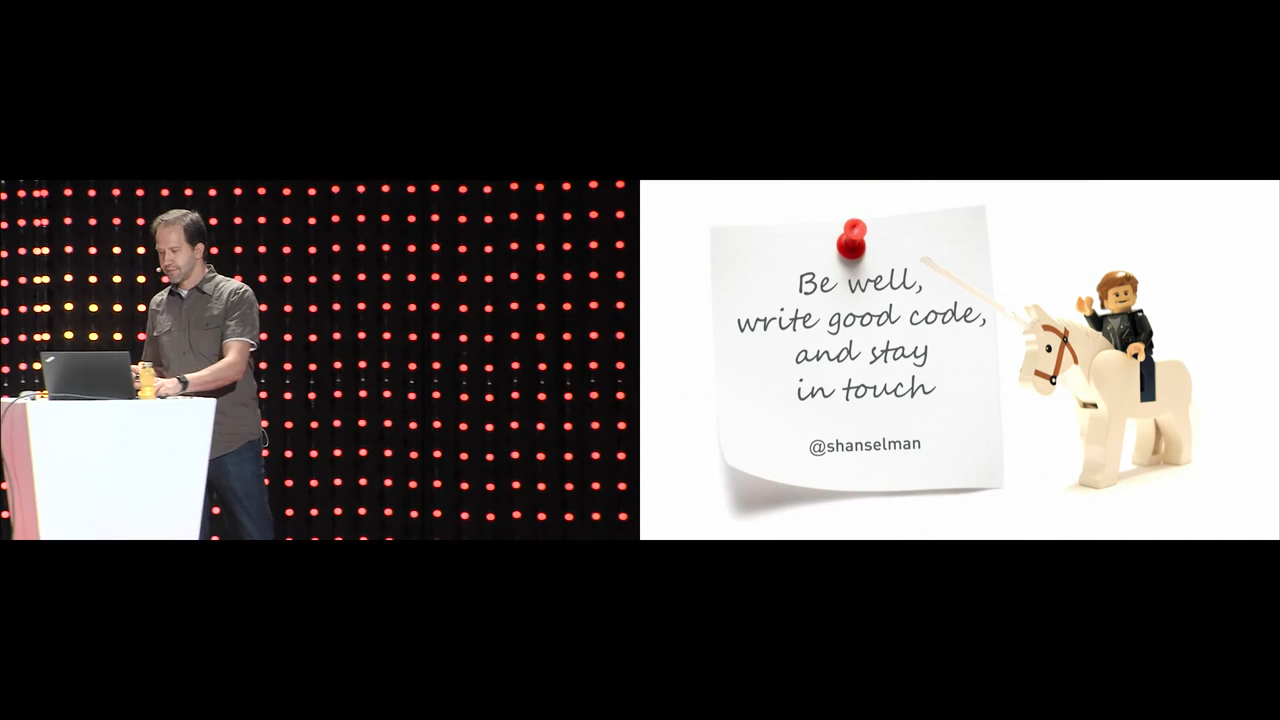 Be well,
write good code,
and stay
in touch
@shanselman